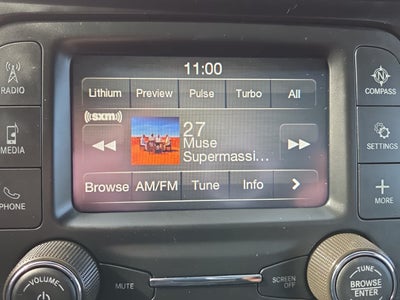 11:00
Lithium Preview Pulse Turbo All
((sxm))
27
Muse
Supermassi...
Browse AM/FM Tune Info >
RADIO
MEDIA
PHONE
COMPASS
SETTINGS
+
MORE
VOLUME
MUTE
SCREEN
OFF
TUNE
BROWSE
ENTER